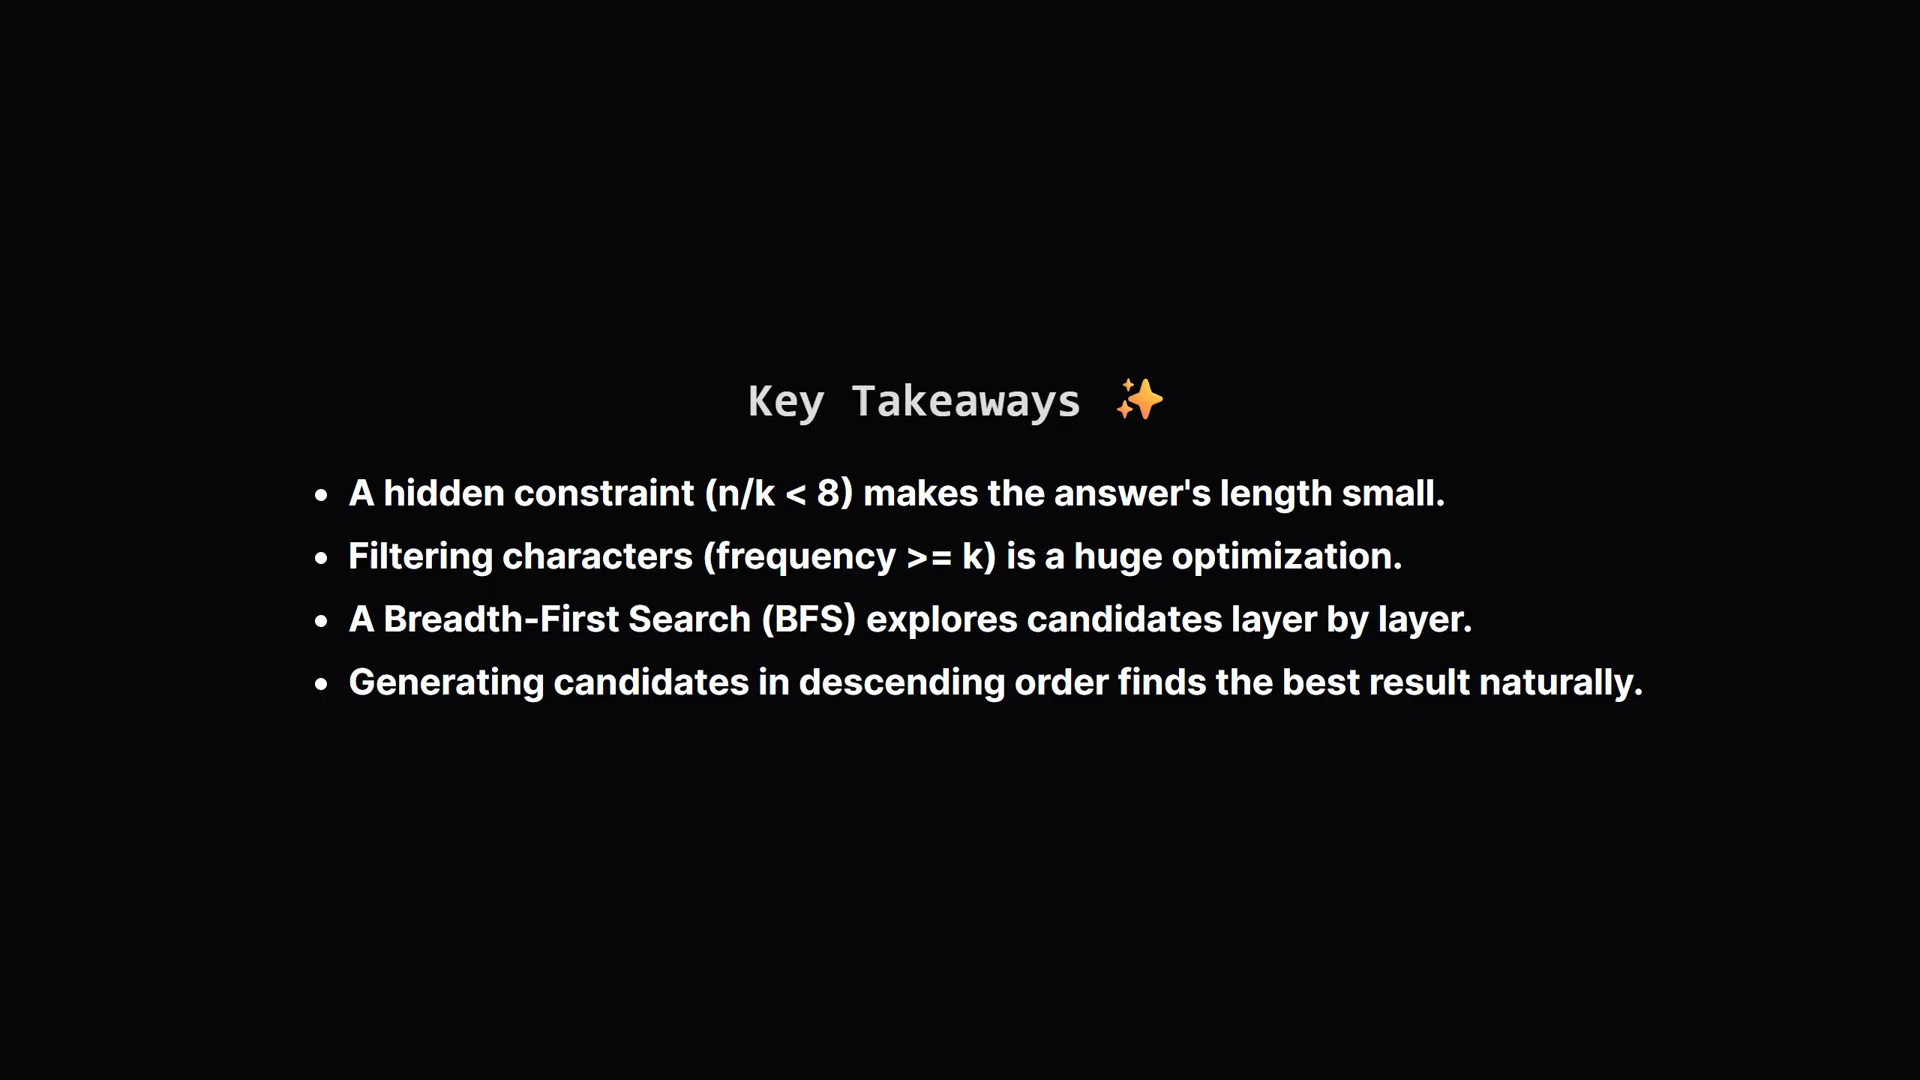 Key Takeaways ✨
• A hidden constraint (n/k < 8) makes the answer's length small.
• Filtering characters (frequency >= k) is a huge optimization.
• A Breadth-First Search (BFS) explores candidates layer by layer.
• Generating candidates in descending order finds the best result naturally.